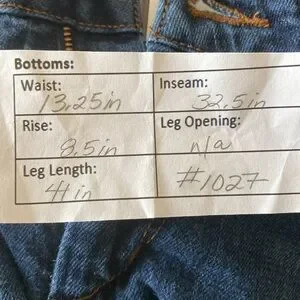 Bottoms:
Waist: Inseam:
13.25in 32.5in
Rise: Leg Opening:
8.5in n/a
Leg Length: #1027
41in